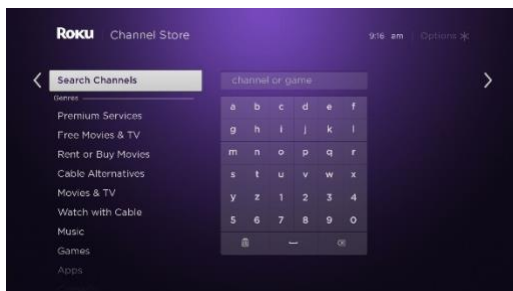 Roku Channel Store 9:16 am Options
Search Channels
channel or game
Genres
Premium Services
Free Movies & TV
Rent or Buy Movies
Cable Alternatives
Movies & TV
Watch with Cable
Music
Games
Apps
a b c d e f
g h i j k l
m n o p q r
s t u v w x
y z 1 2 3 4
5 6 7 8 9 0